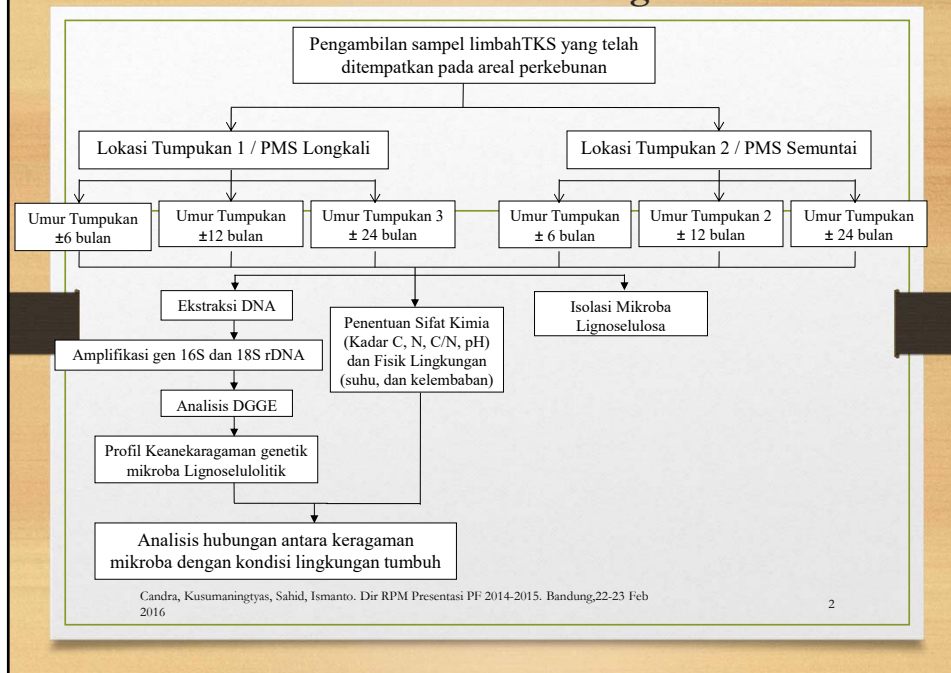 Pengambilan sampel limbahTKS yang telah
ditempatkan pada areal perkebunan
Lokasi Tumpukan 1 / PMS Longkali
Lokasi Tumpukan 2 / PMS Semuntai
Umur Tumpukan
±6 bulan
Umur Tumpukan
±12 bulan
Umur Tumpukan 3
± 24 bulan
Umur Tumpukan
± 6 bulan
Umur Tumpukan 2
± 12 bulan
Umur Tumpukan
± 24 bulan
Ekstraksi DNA
Amplifikasi gen 16S dan 18S rDNA
Analisis DGGE
Profil Keanekaragaman genetik
mikroba Lignoselulolitik
Penentuan Sifat Kimia
(Kadar C, N, C/N, pH)
dan Fisik Lingkungan
(suhu, dan kelembaban)
Isolasi Mikroba
Lignoselulosa
Analisis hubungan antara keragaman
mikroba dengan kondisi lingkungan tumbuh
Candra, Kusumaningtyas, Sahid, Ismanto. Dir RPM Presentasi PF 2014-2015. Bandung,22-23 Feb
2016
2